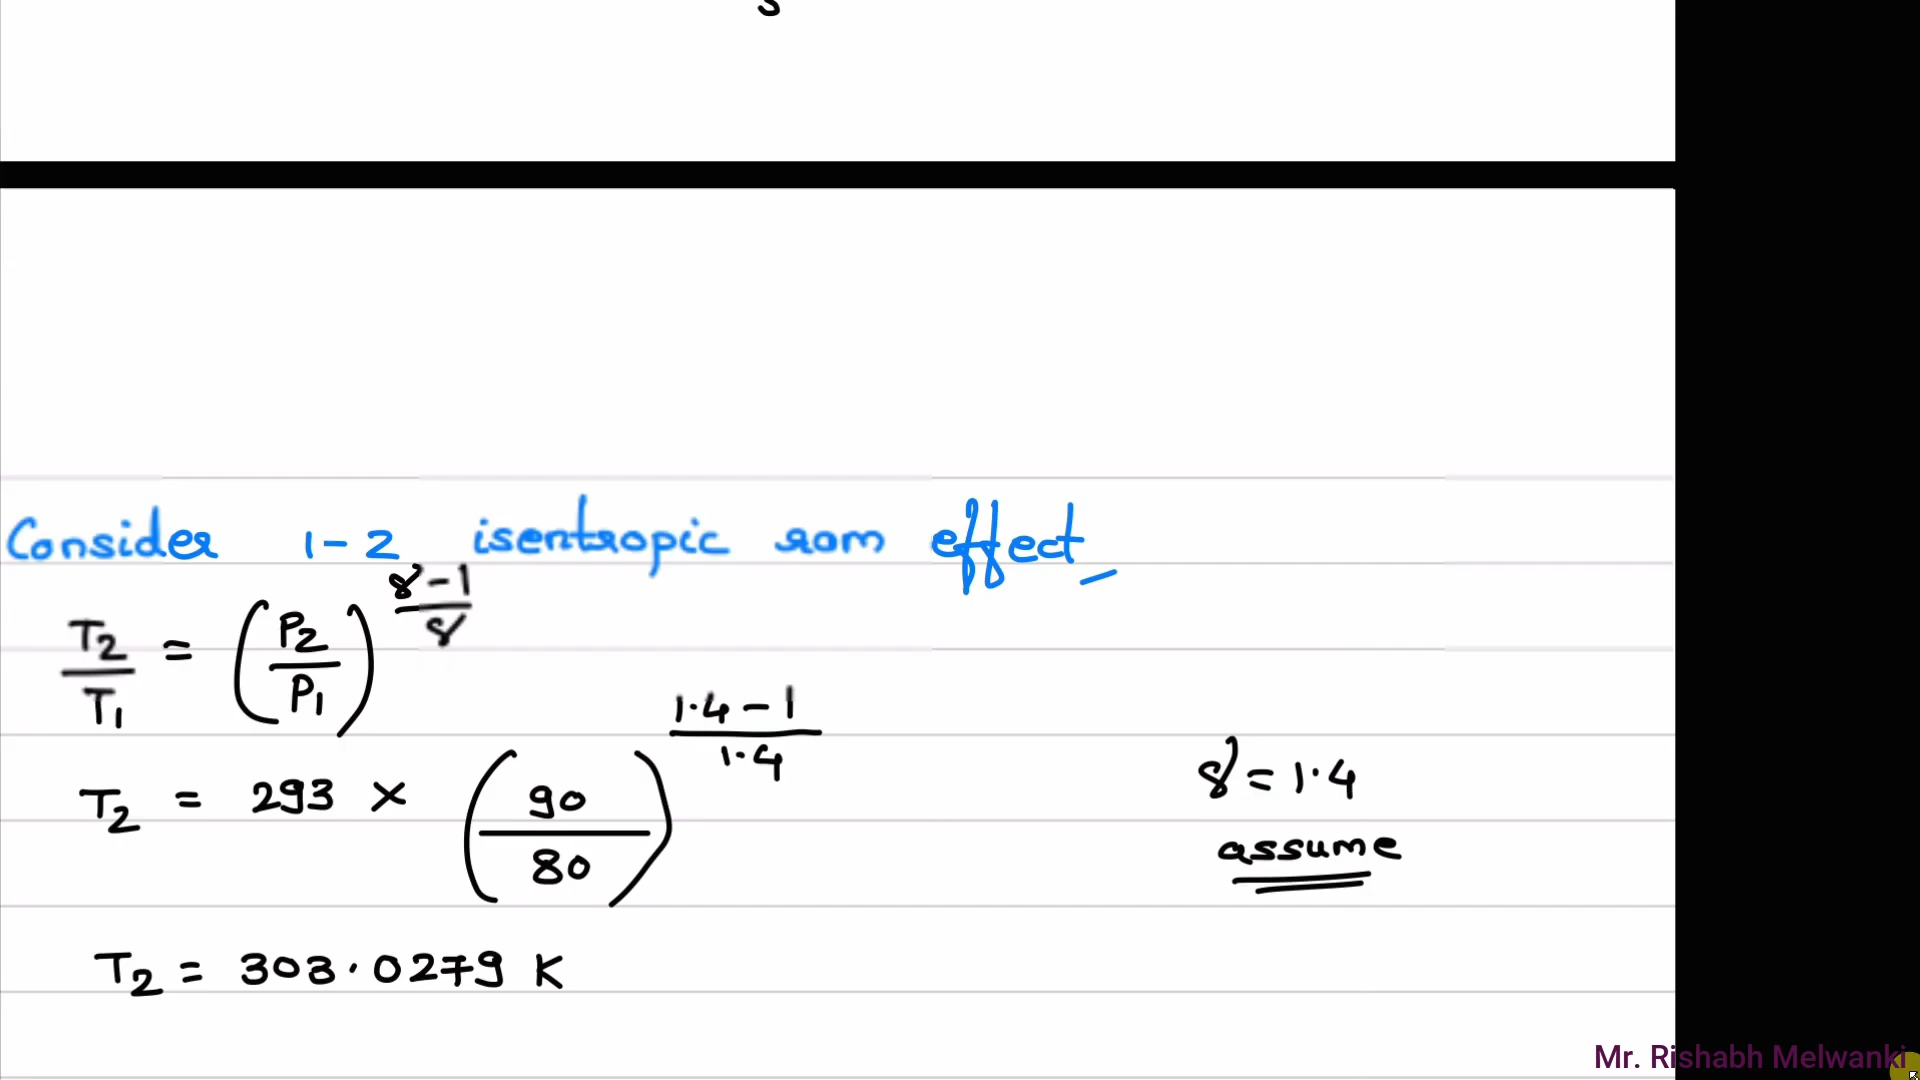 s
Consider 1-2 isentropic ram effect
T2/T1 = (P2/P1)^(γ-1)/γ
T2 = 293 × (90/80)^(1.4-1)/1.4
γ = 1.4
assume
T2 = 303.0279 K
Mr. Rishabh Melwanki